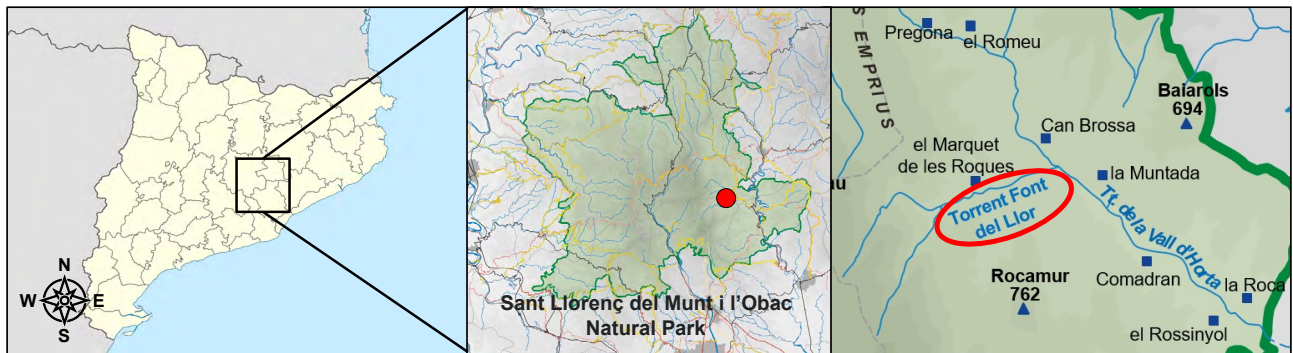 N
W E
S
Sant Llorenç del Munt i l'Obac
Natural Park
S EMPRIUS
Pregona
el Romeu
Baiarols
694
Can Brossa
el Marquet
de les Roques
la Muntada
au
Torrent Font
del Llor
Tt. de la Vall d'Horta
Rocamur
762
Comadran
la Roca
el Rossinyol